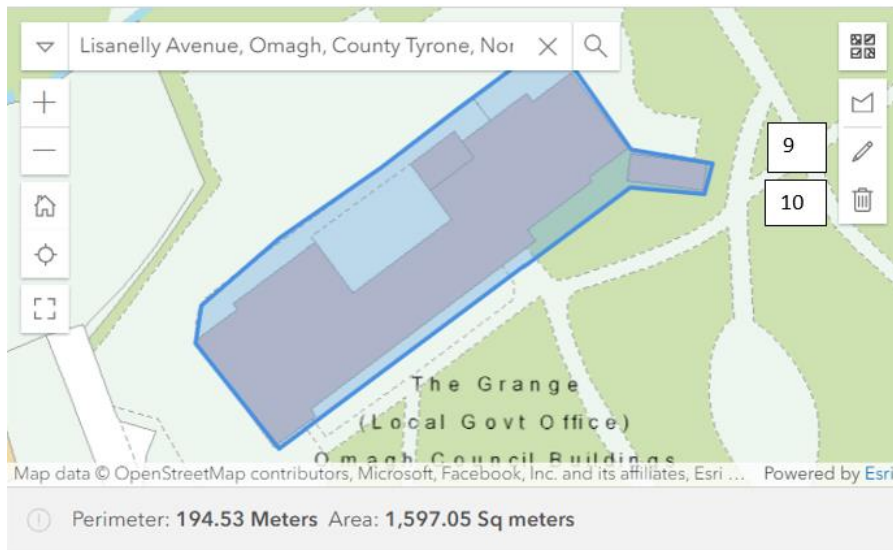 Lisanelly Avenue, Omagh, County Tyrone, Nor
9
10
The Grange
(Local Govt Office)
Omagh Council Buildings
Map data © OpenStreetMap contributors, Microsoft, Facebook, Inc. and its affiliates, Esri ... Powered by Esri
Perimeter: 194.53 Meters Area: 1,597.05 Sq meters